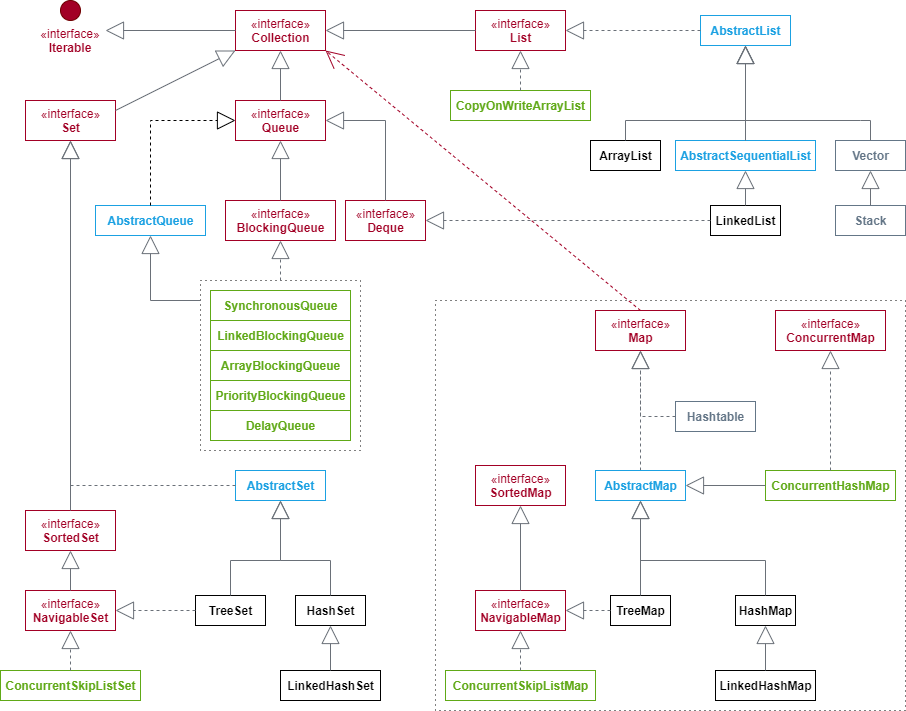 «interface»
Iterable
«interface»
Collection
«interface»
List
AbstractList
CopyOnWriteArrayList
«interface»
Set
«interface»
Queue
ArrayList
AbstractSequentialList
Vector
AbstractQueue
«interface»
BlockingQueue
«interface»
Deque
LinkedList
Stack
SynchronousQueue
LinkedBlockingQueue
ArrayBlockingQueue
PriorityBlockingQueue
DelayQueue
«interface»
Map
«interface»
ConcurrentMap
Hashtable
AbstractSet
«interface»
SortedMap
AbstractMap
ConcurrentHashMap
«interface»
SortedSet
«interface»
NavigableSet
TreeSet
HashSet
«interface»
NavigableMap
TreeMap
HashMap
ConcurrentSkipListSet
LinkedHashSet
ConcurrentSkipListMap
LinkedHashMap